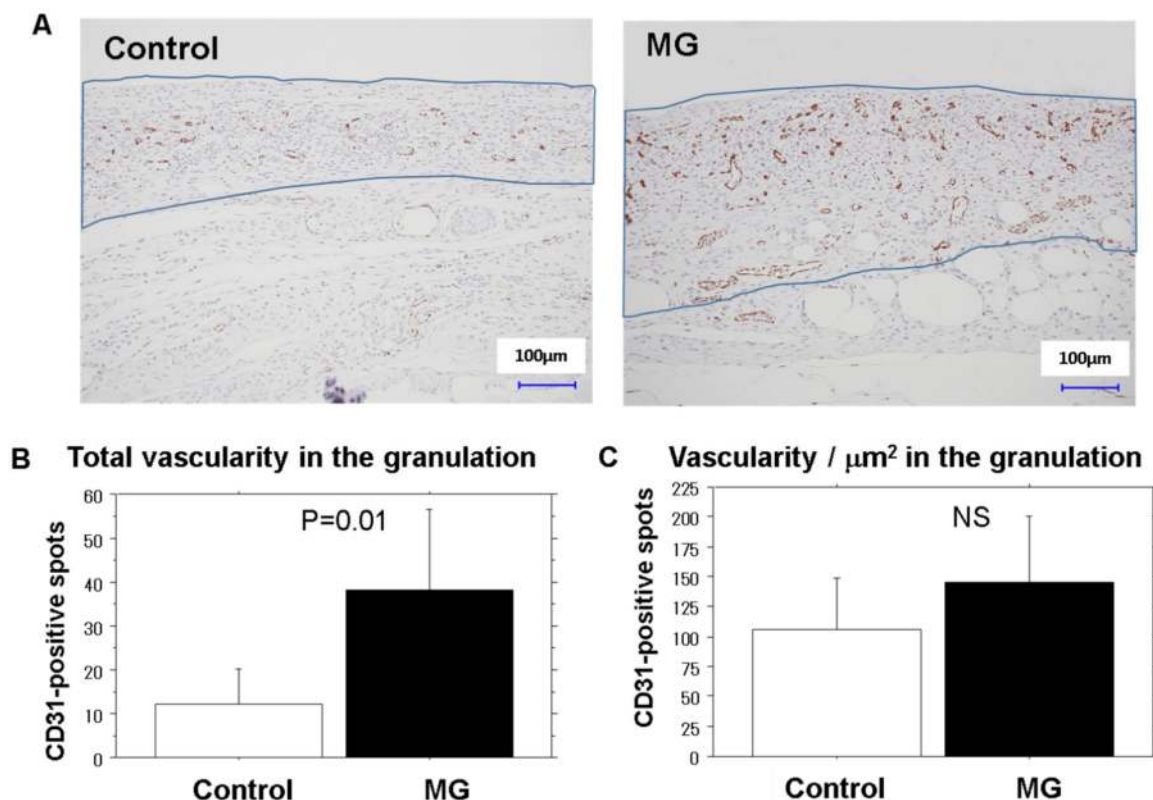 A
Control
MG
100µm
100µm
B Total vascularity in the granulation
CD31-positive spots
60
50
40
30
20
10
0
P=0.01
Control MG
C Vascularity / µm² in the granulation
CD31-positive spots
225
200
175
150
125
100
75
50
25
0
NS
Control MG